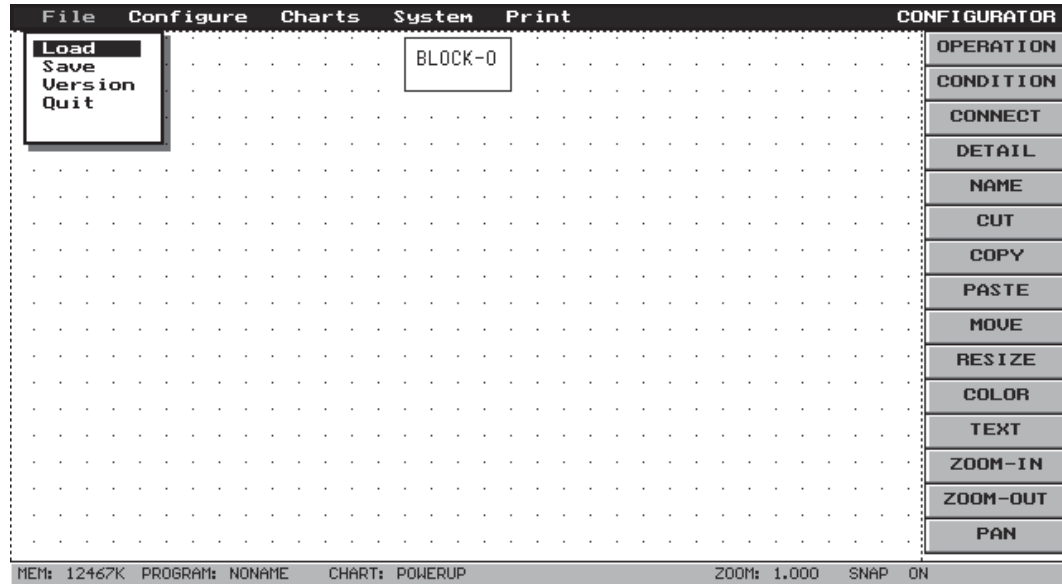 File Configure Charts System Print CONFIGURATOR
Load
Save
Version
Quit
BLOCK-0
OPERATION
CONDITION
CONNECT
DETAIL
NAME
CUT
COPY
PASTE
MOVE
RESIZE
COLOR
TEXT
ZOOM-IN
ZOOM-OUT
PAN
MEM: 12467K PROGRAM: NONAME CHART: POWERUP ZOOM: 1.000 SNAP ON